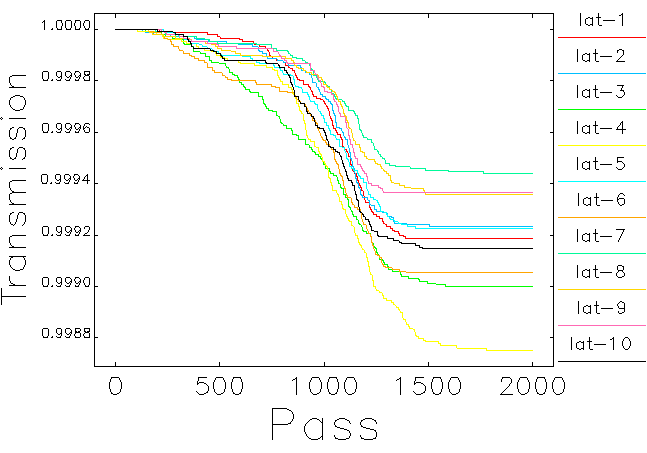 1.0000
0.9998
0.9996
0.9994
0.9992
0.9990
0.9988
Transmission
0 500 1000 1500 2000
Pass
lat-1
lat-2
lat-3
lat-4
lat-5
lat-6
lat-7
lat-8
lat-9
lat-10